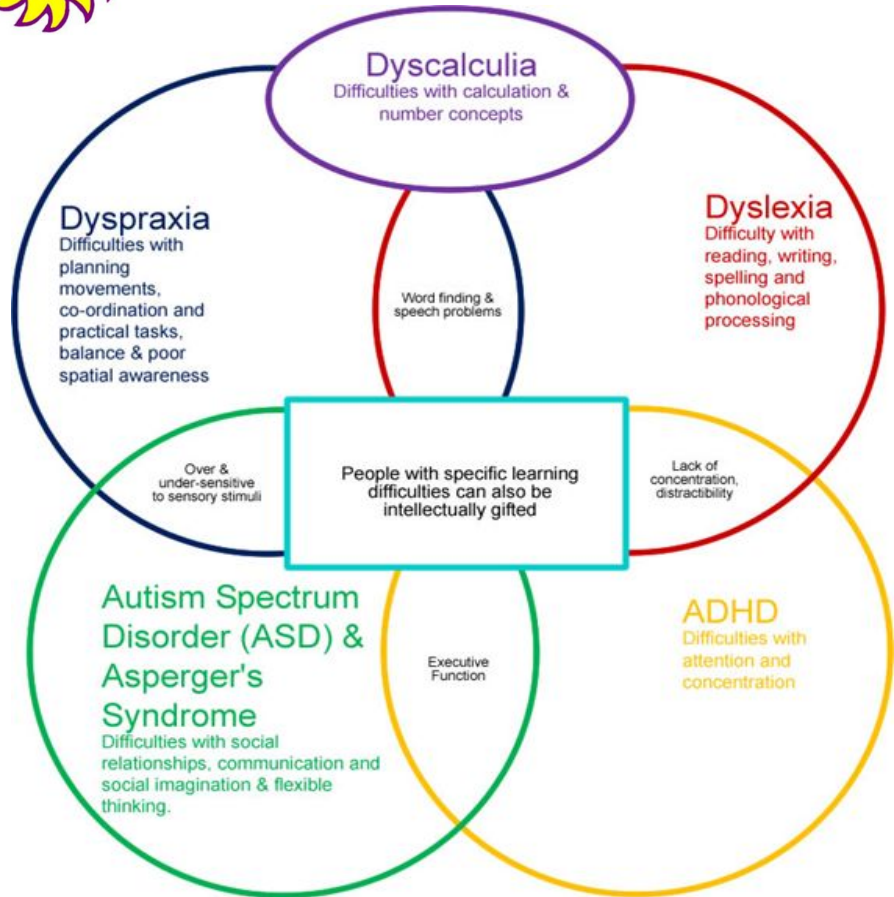 Dyscalculia
Difficulties with calculation &
number concepts
Dyspraxia
Difficulties with
planning
movements,
co-ordination and
practical tasks,
balance & poor
spatial awareness
Word finding &
speech problems
Dyslexia
Difficulty with
reading, writing,
spelling and
phonological
processing
Over &
under-sensitive
to sensory stimuli
People with specific learning
difficulties can also be
intellectually gifted
Lack of
concentration,
distractibility
Autism Spectrum
Disorder (ASD) &
Asperger's
Syndrome
Difficulties with social
relationships, communication and
social imagination & flexible
thinking.
Executive
Function
ADHD
Difficulties with
attention and
concentration